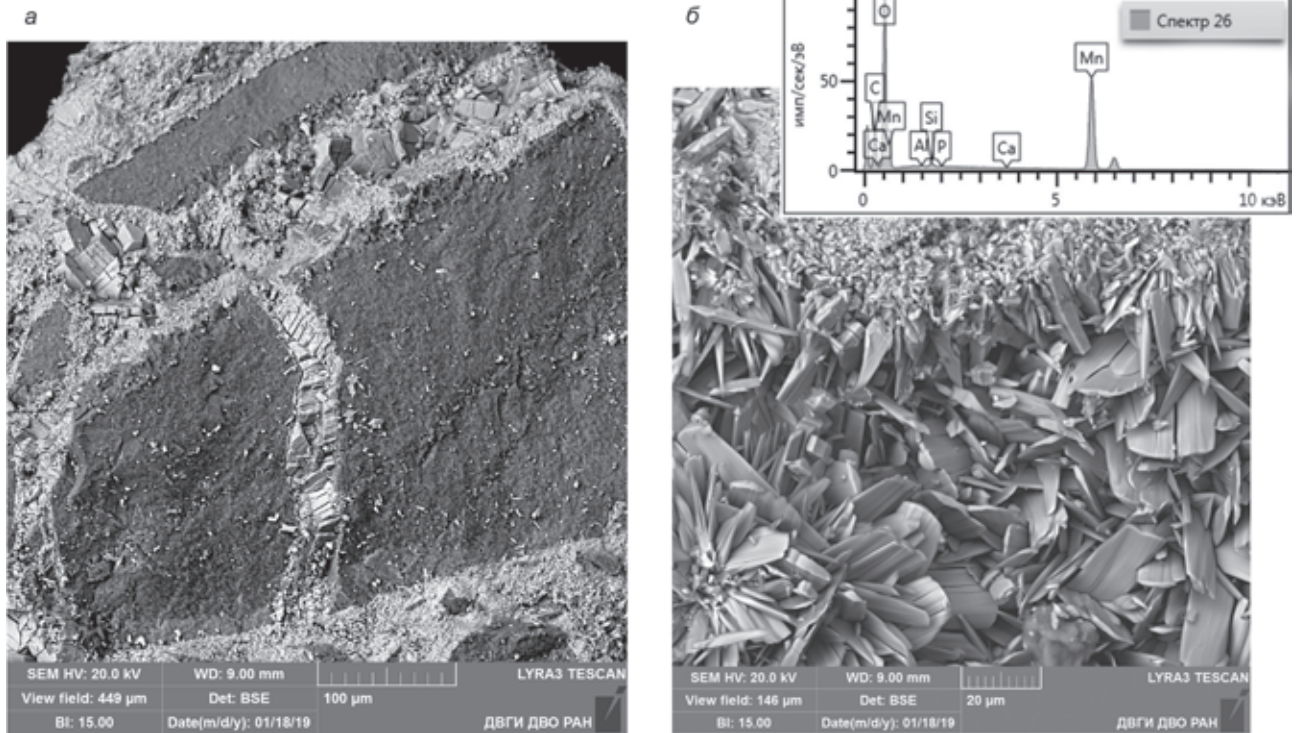 а
б
Спектр 26
имп/сек/эВ
50
0
O
C
Mn
Ca
Al
Si
P
Ca
Mn
0
5
10 кэВ
SEM HV: 20.0 kV
WD: 9.00 mm
LYRA3 TESCAN
View field: 449 µm
Det: BSE
100 µm
BI: 15.00
Date(m/d/y): 01/18/19
ДВГИ ДВО РАН
SEM HV: 20.0 kV
WD: 9.00 mm
LYRA3 TESCAN
View field: 146 µm
Det: BSE
20 µm
BI: 15.00
Date(m/d/y): 01/18/19
ДВГИ ДВО РАН